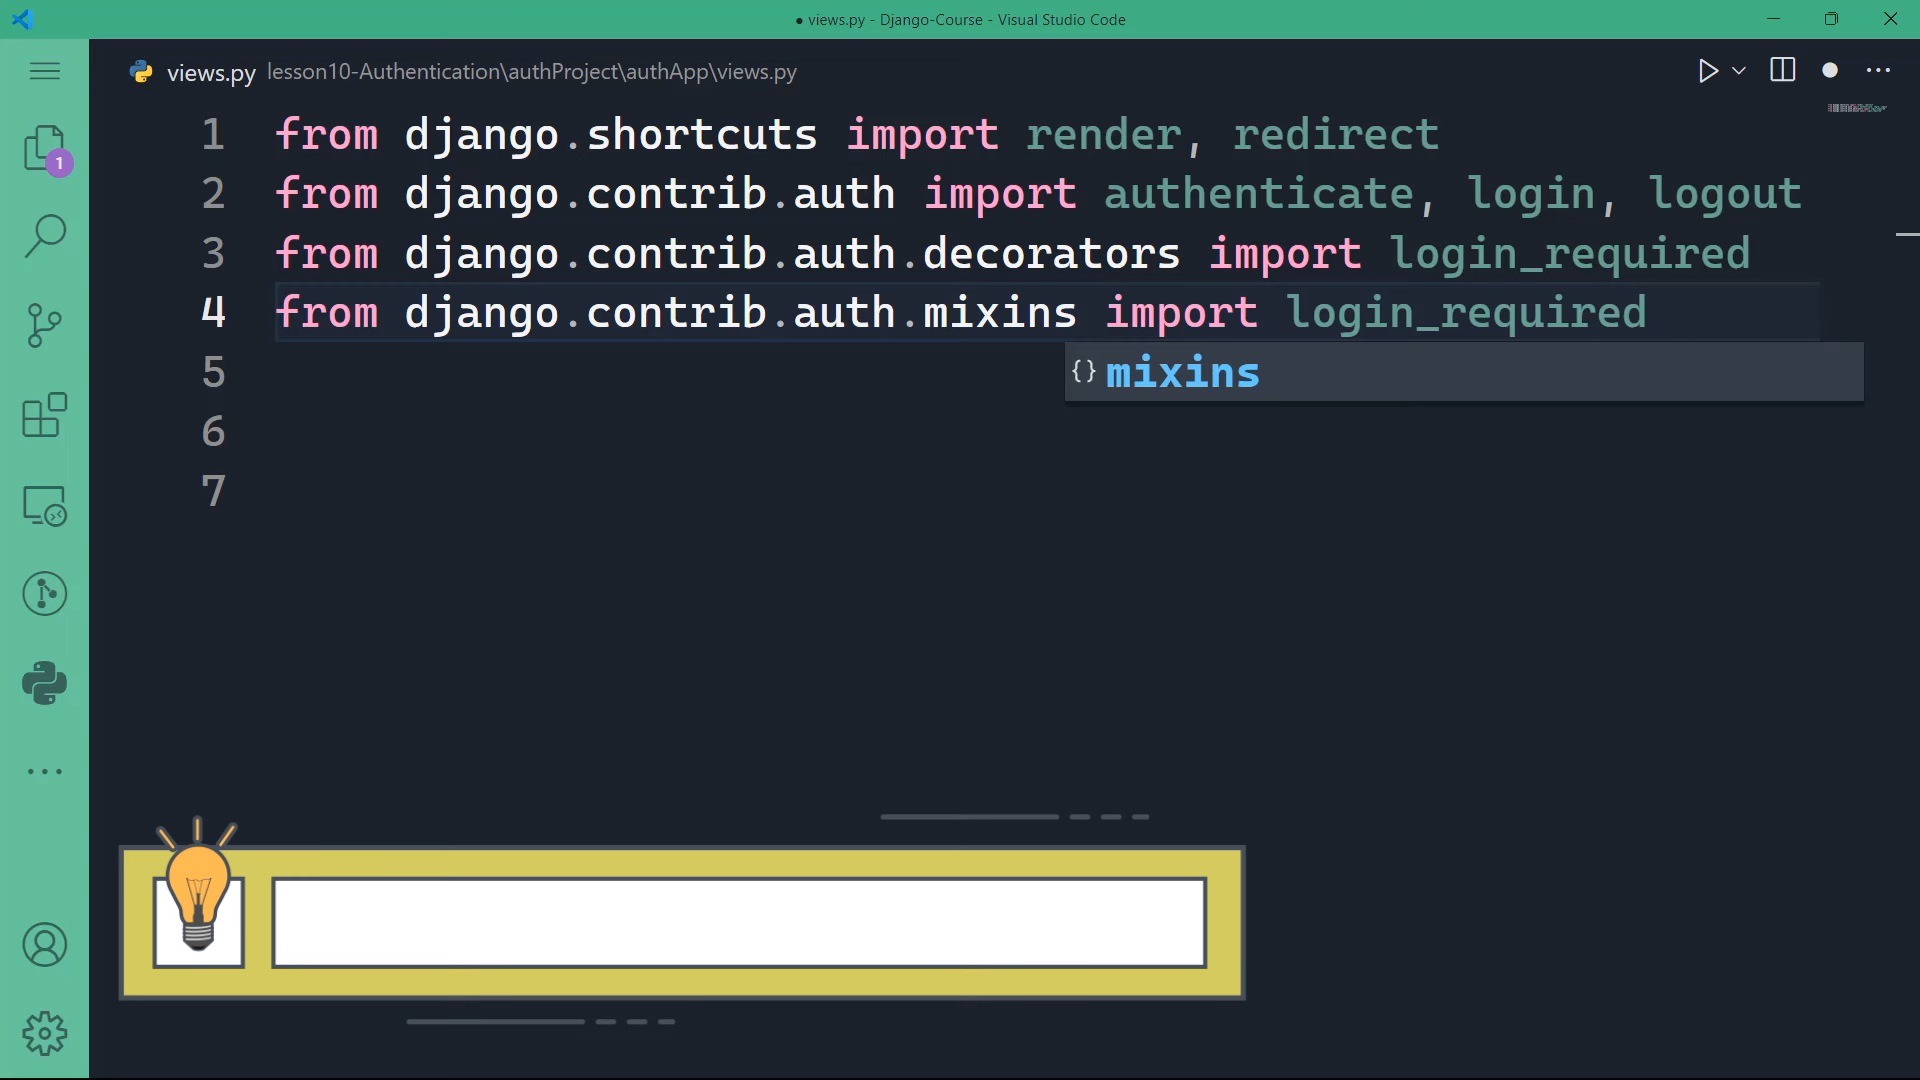 ● views.py - Django-Course - Visual Studio Code
views.py lesson10-Authentication\authProject\authApp\views.py
1 from django.shortcuts import render, redirect
2 from django.contrib.auth import authenticate, login, logout
3 from django.contrib.auth.decorators import login_required
4 from django.contrib.auth.mixins import login_required
{} mixins
5
6
7
1